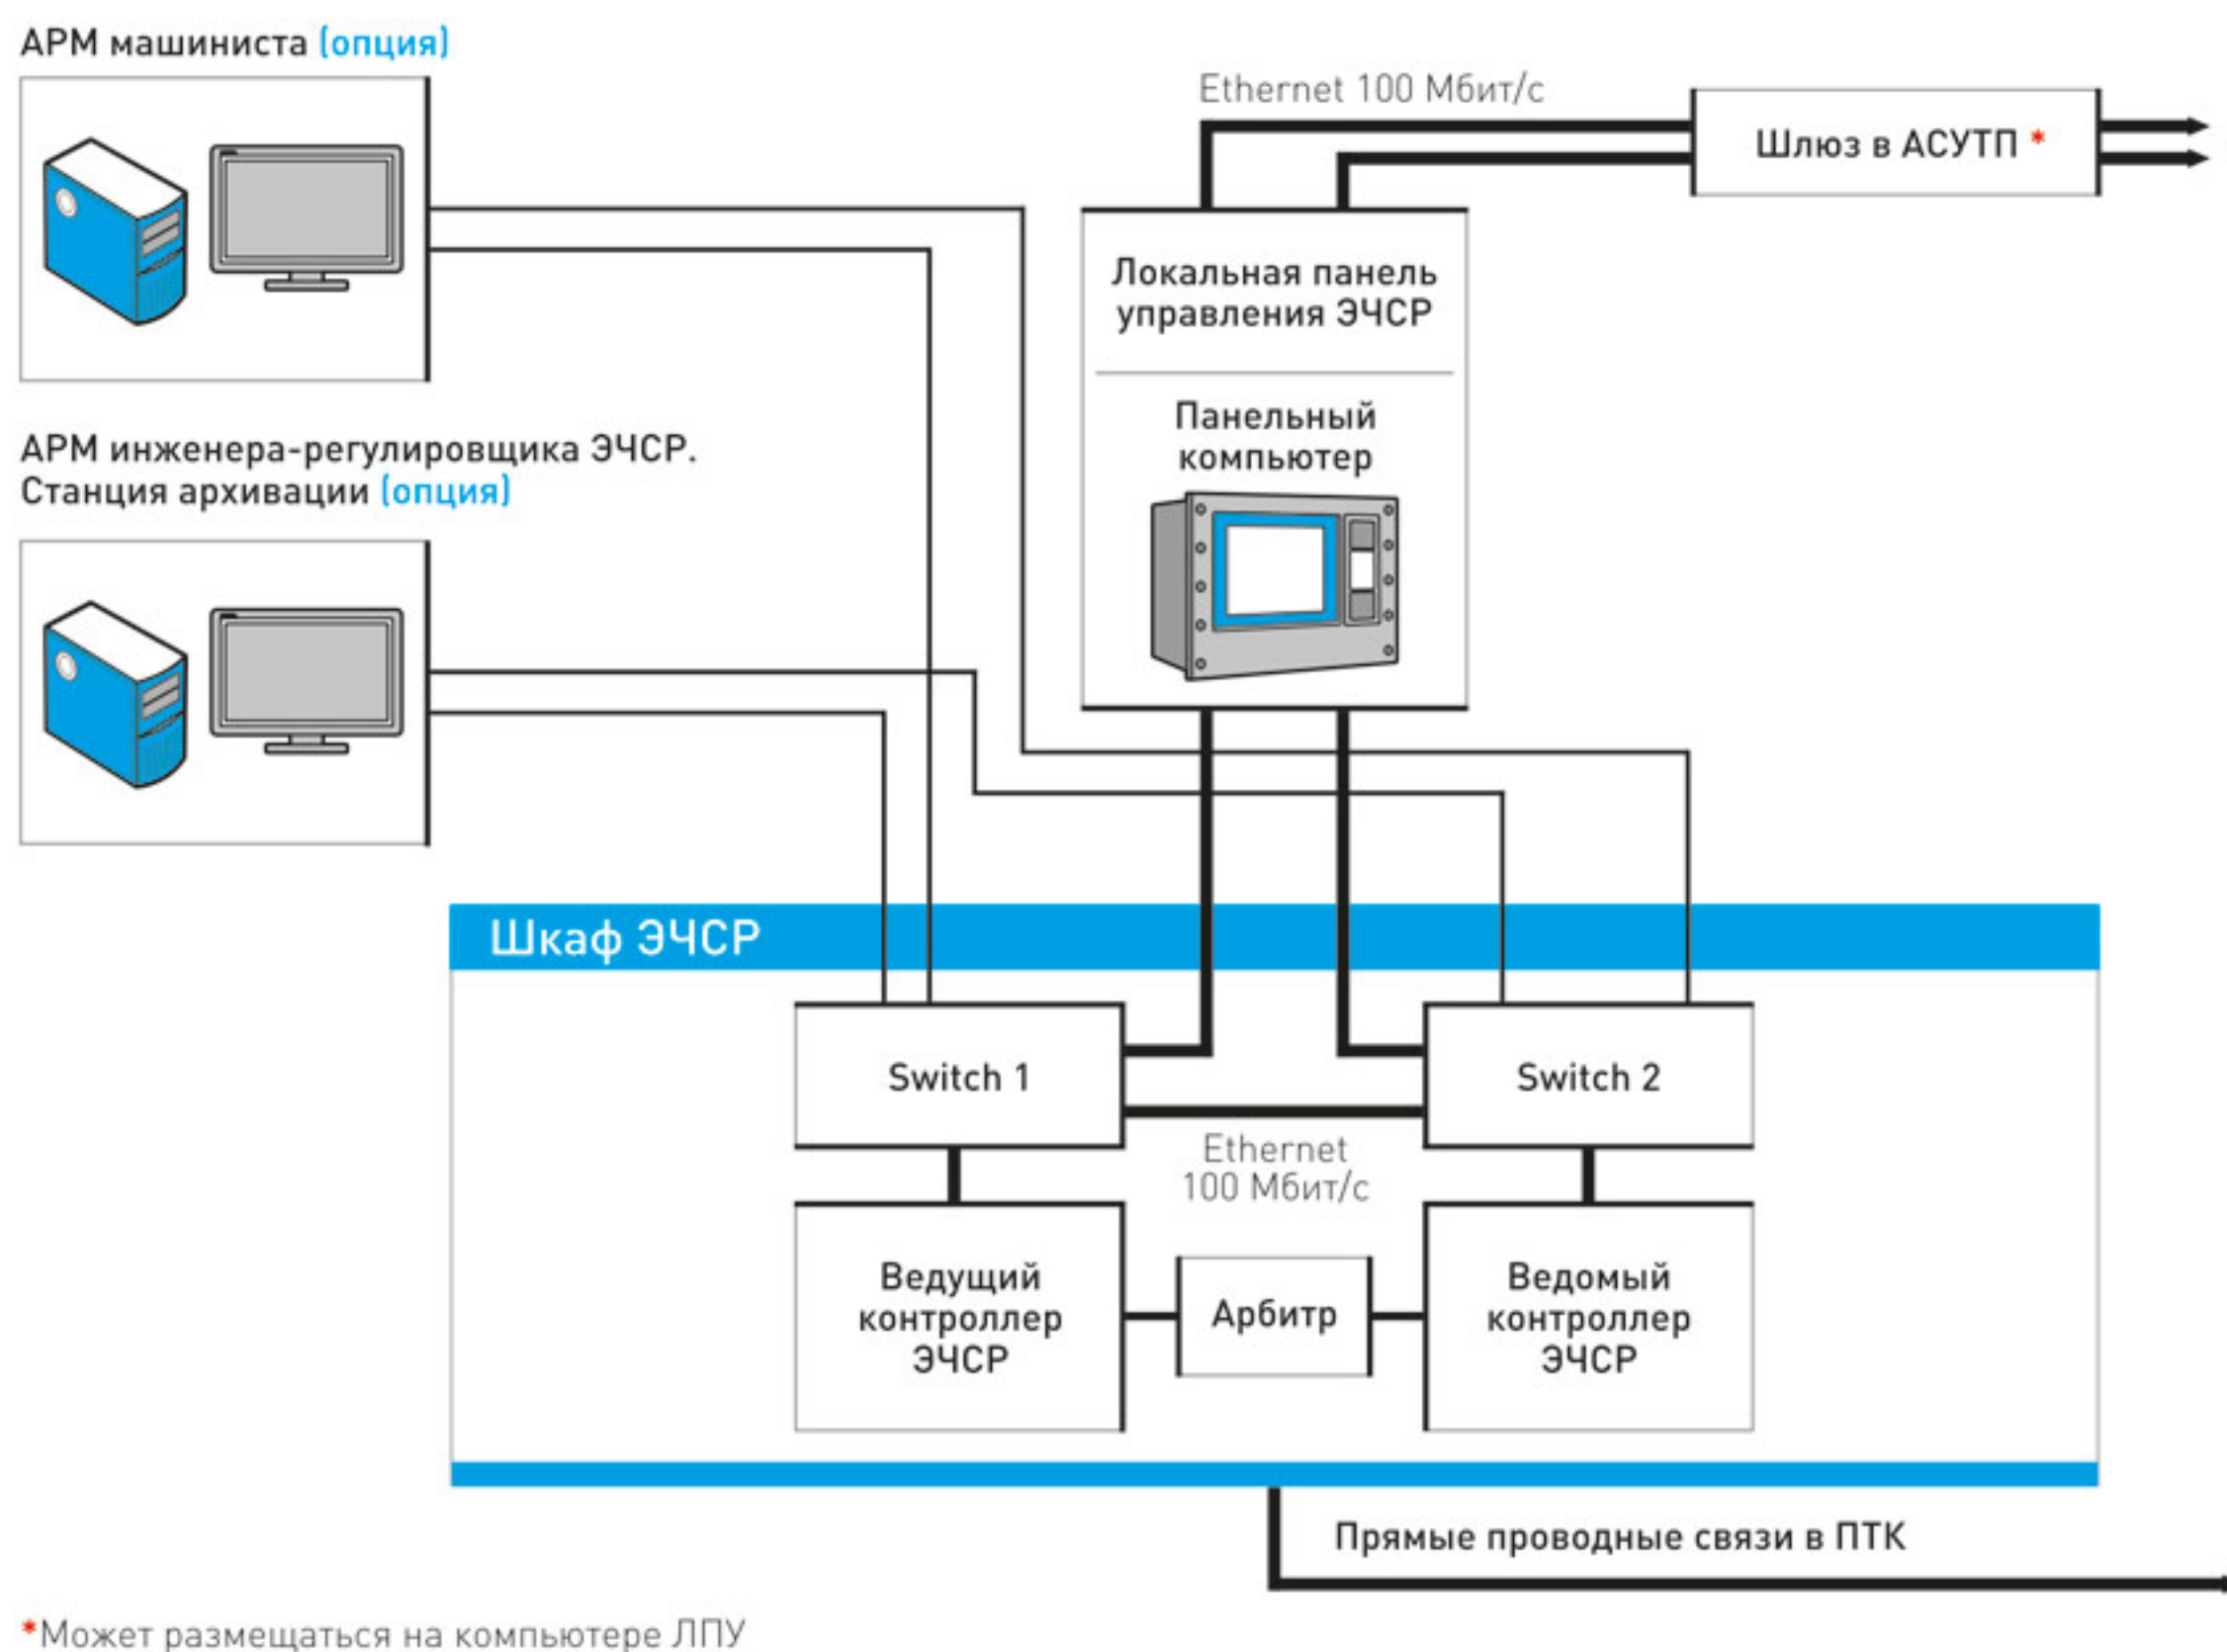 АРМ машиниста (опция)
Ethernet 100 Мбит/с
Шлюз в АСУТП *
Локальная панель
управления ЭЧСР
Панельный
компьютер
АРМ инженера-регулировщика ЭЧСР.
Станция архивации (опция)
Шкаф ЭЧСР
Switch 1
Switch 2
Ethernet
100 Мбит/с
Ведущий
контроллер
ЭЧСР
Арбитр
Ведомый
контроллер
ЭЧСР
Прямые проводные связи в ПТК
*Может размещаться на компьютере ЛПУ